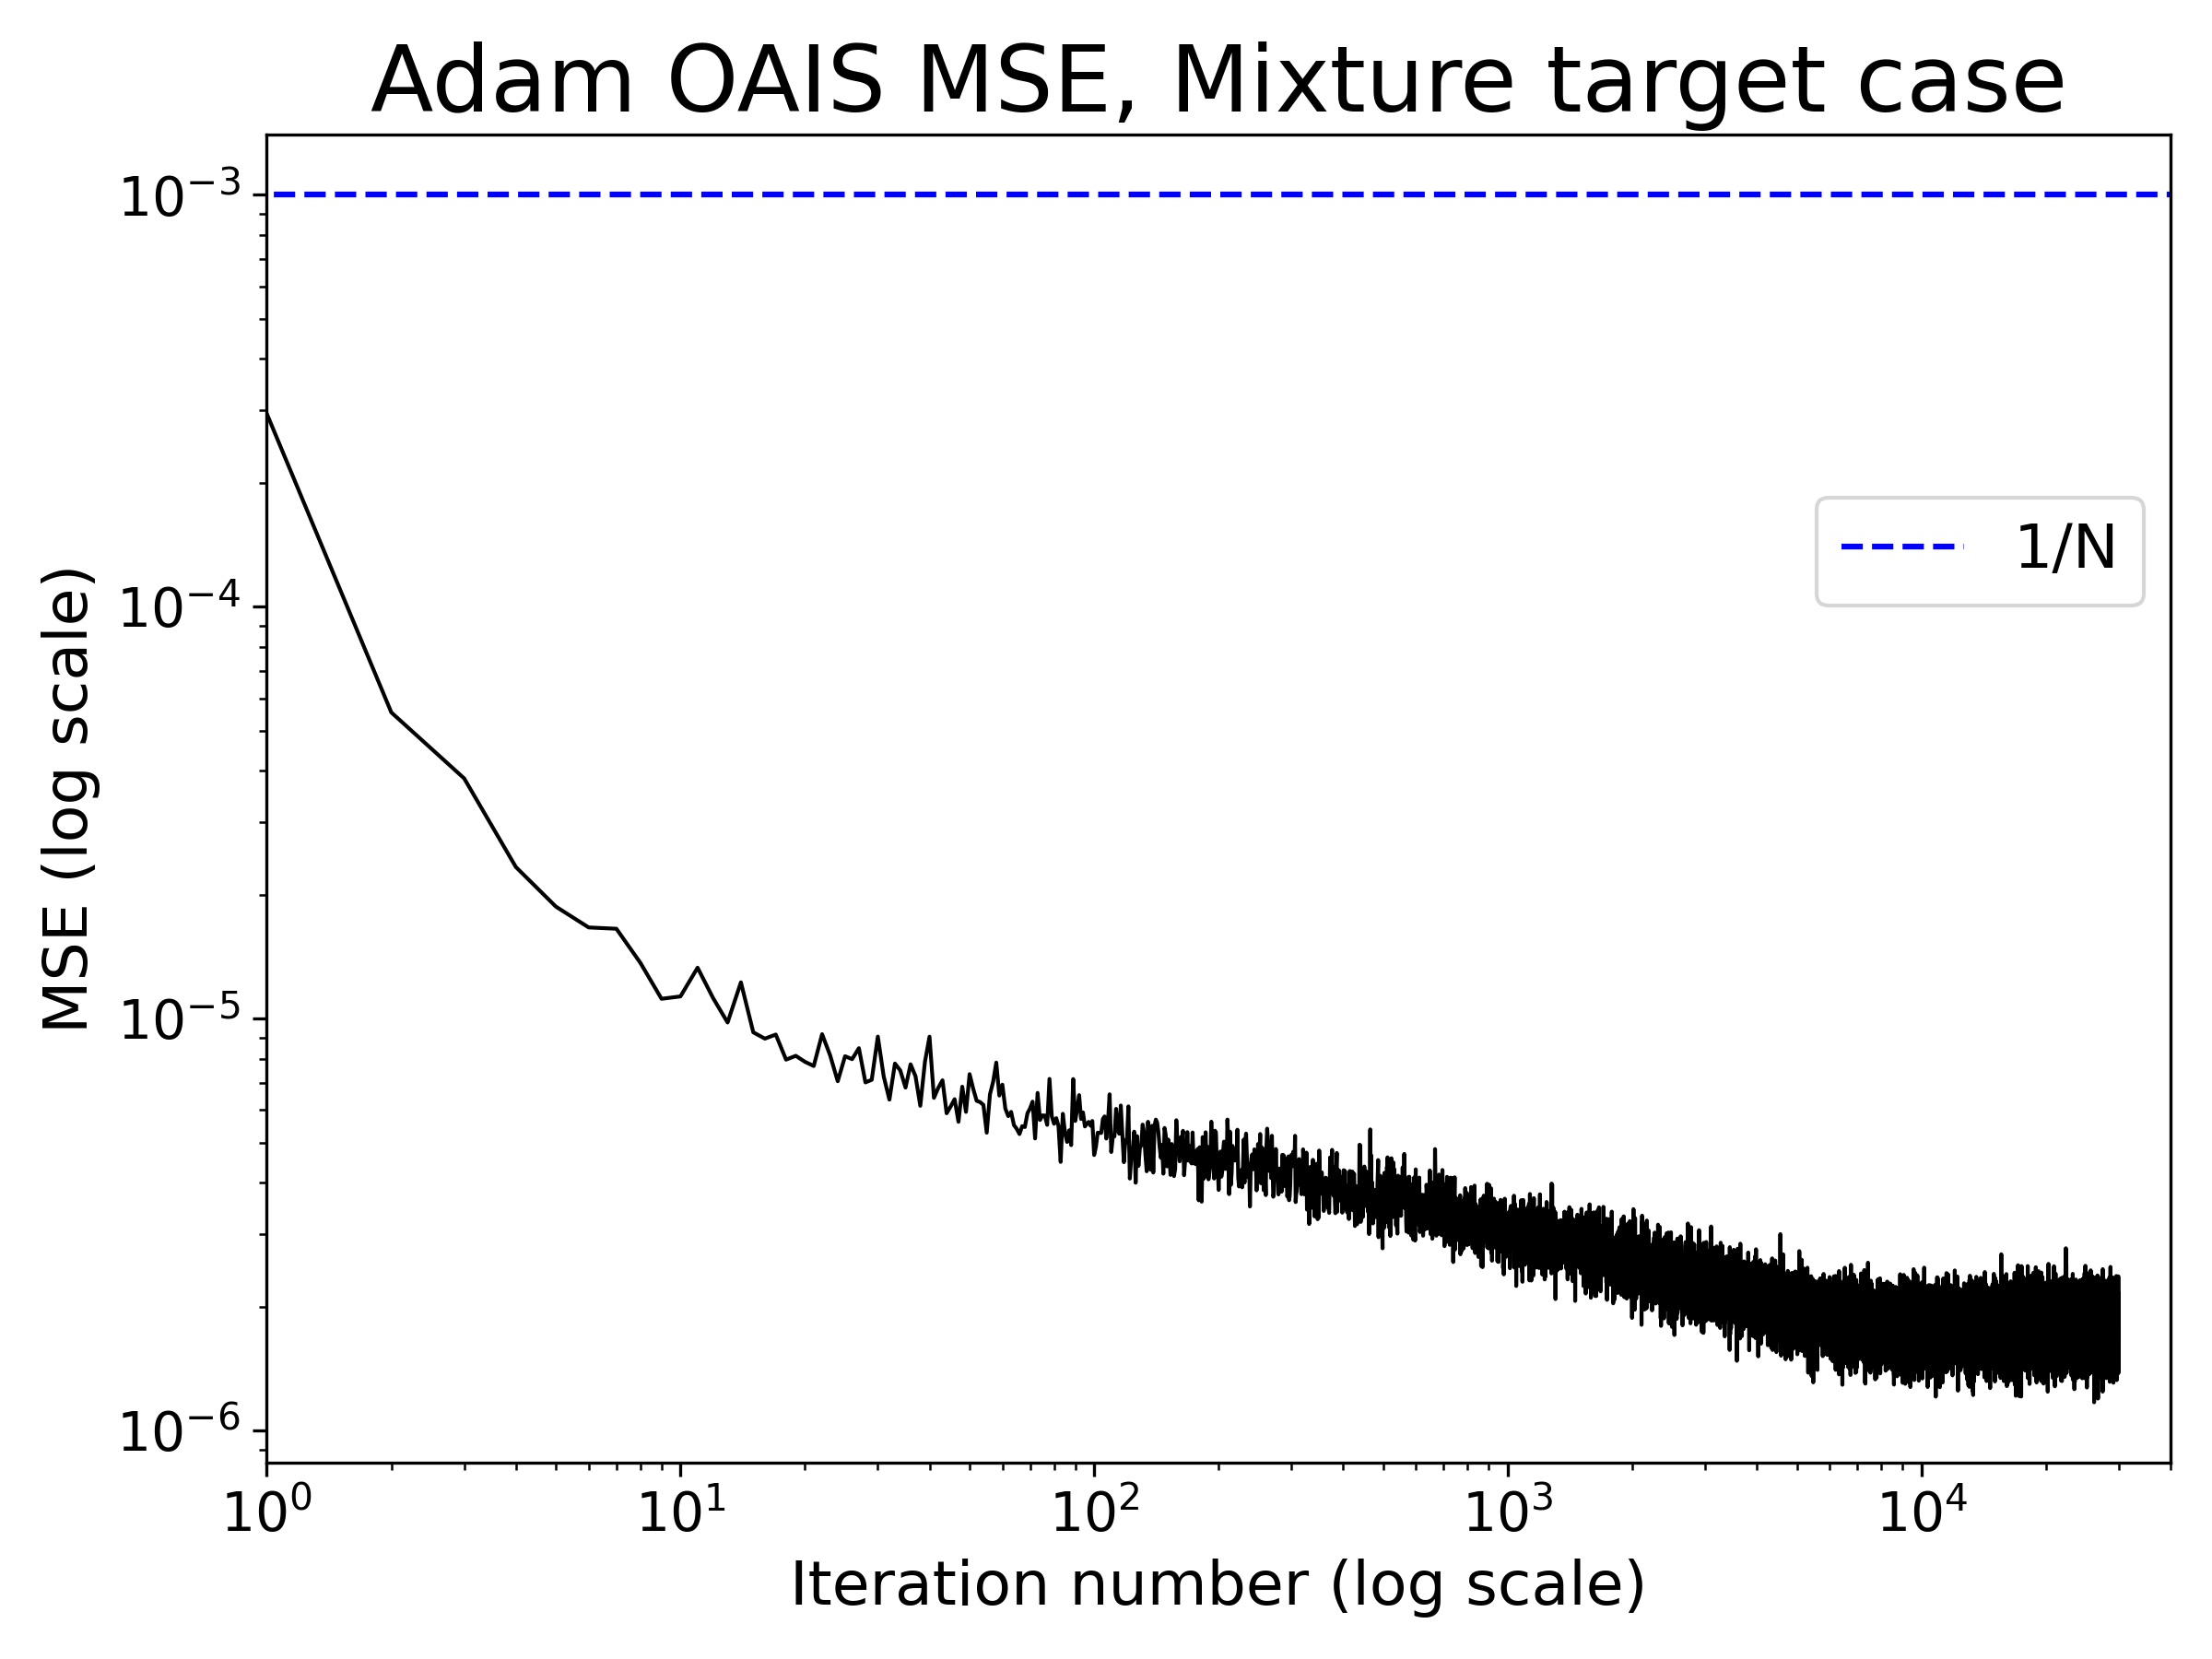 Adam OAIS MSE, Mixture target case
MSE (log scale)
10⁻³
10⁻⁴
10⁻⁵
10⁻⁶
1/N
10⁰ 10¹ 10² 10³ 10⁴
Iteration number (log scale)